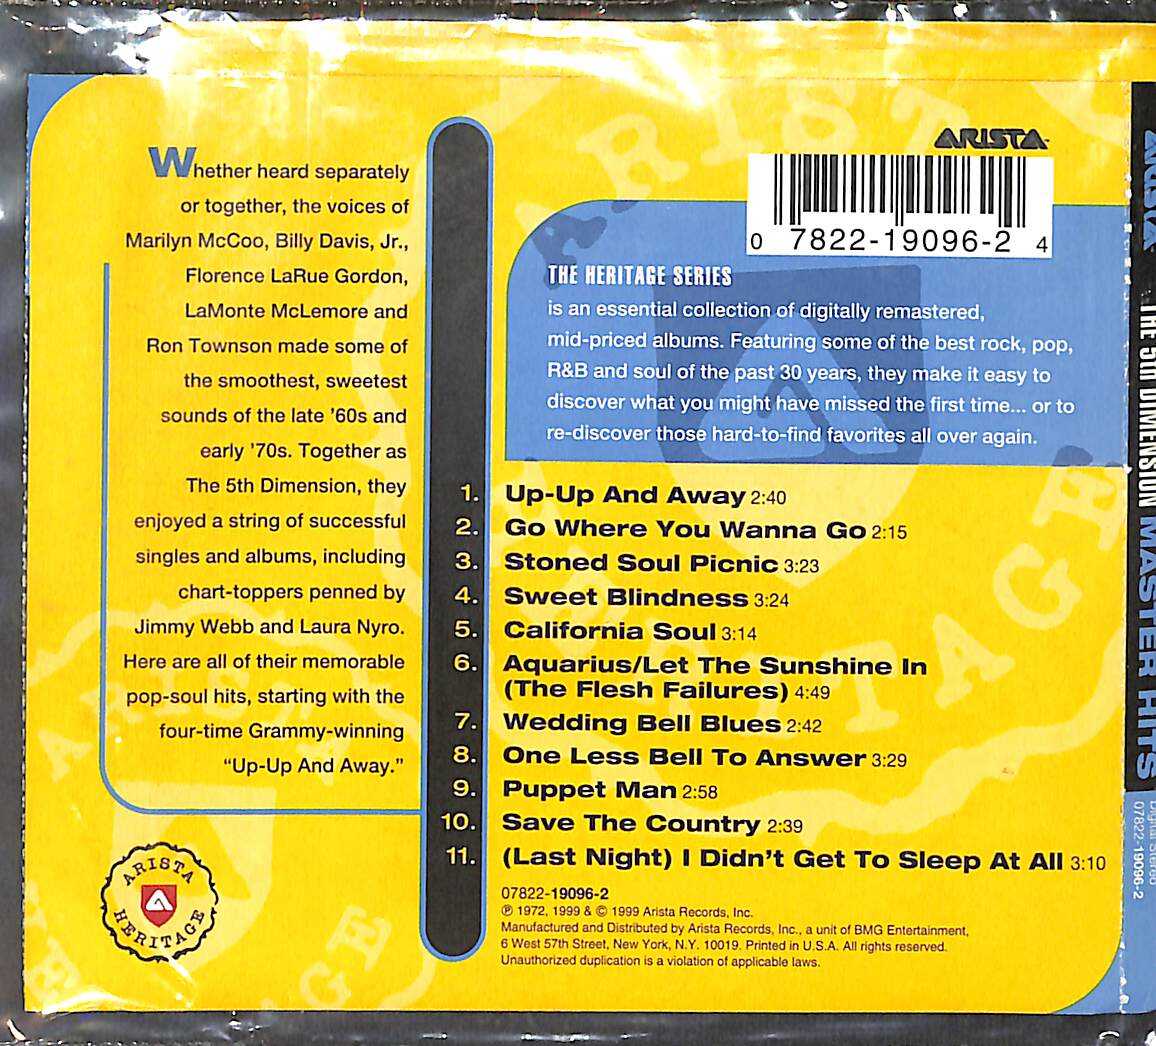 Whether heard separately
or together, the voices of
Marilyn McCoo, Billy Davis, Jr.,
Florence LaRue Gordon,
LaMonte McLemore and
Ron Townson made some of
the smoothest, sweetest
sounds of the late '60s and
early '70s. Together as
The 5th Dimension, they
enjoyed a string of successful
singles and albums, including
chart-toppers penned by
Jimmy Webb and Laura Nyro.
Here are all of their memorable
pop-soul hits, starting with the
four-time Grammy-winning
"Up-Up And Away."
ARISTA
HERITAGE
ARISTA
0 7822-19096-2 4
THE HERITAGE SERIES
is an essential collection of digitally remastered,
mid-priced albums. Featuring some of the best rock, pop,
R&B and soul of the past 30 years, they make it easy to
discover what you might have missed the first time... or to
re-discover those hard-to-find favorites all over again.
1. Up-Up And Away 2:40
2. Go Where You Wanna Go 2:15
3. Stoned Soul Picnic 3:23
4. Sweet Blindness 3:24
5. California Soul 3:14
6. Aquarius/Let The Sunshine In
(The Flesh Failures) 4:49
7. Wedding Bell Blues 2:42
8. One Less Bell To Answer 3:29
9. Puppet Man 2:58
10. Save The Country 2:39
11. (Last Night) I Didn't Get To Sleep At All 3:10
07822-19096-2
℗ 1972, 1999 & © 1999 Arista Records, Inc.
Manufactured and Distributed by Arista Records, Inc., a unit of BMG Entertainment,
6 West 57th Street, New York, N.Y. 10019. Printed in U.S.A. All rights reserved.
Unauthorized duplication is a violation of applicable laws.
ARISTA
THE 5th DIMENSION MASTER HITS
Digital Stereo
07822-19096-2
ARISTA
HERITAGE